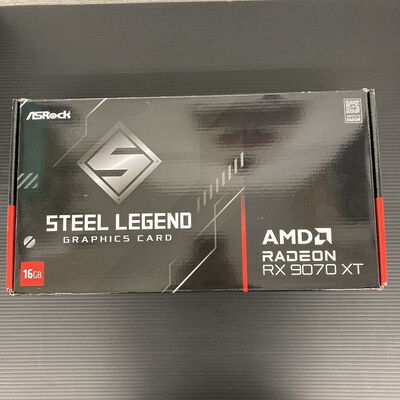 ASRock
STEEL LEGEND
GRAPHICS CARD
16GB
AMD
RADEON
RX 9070 XT